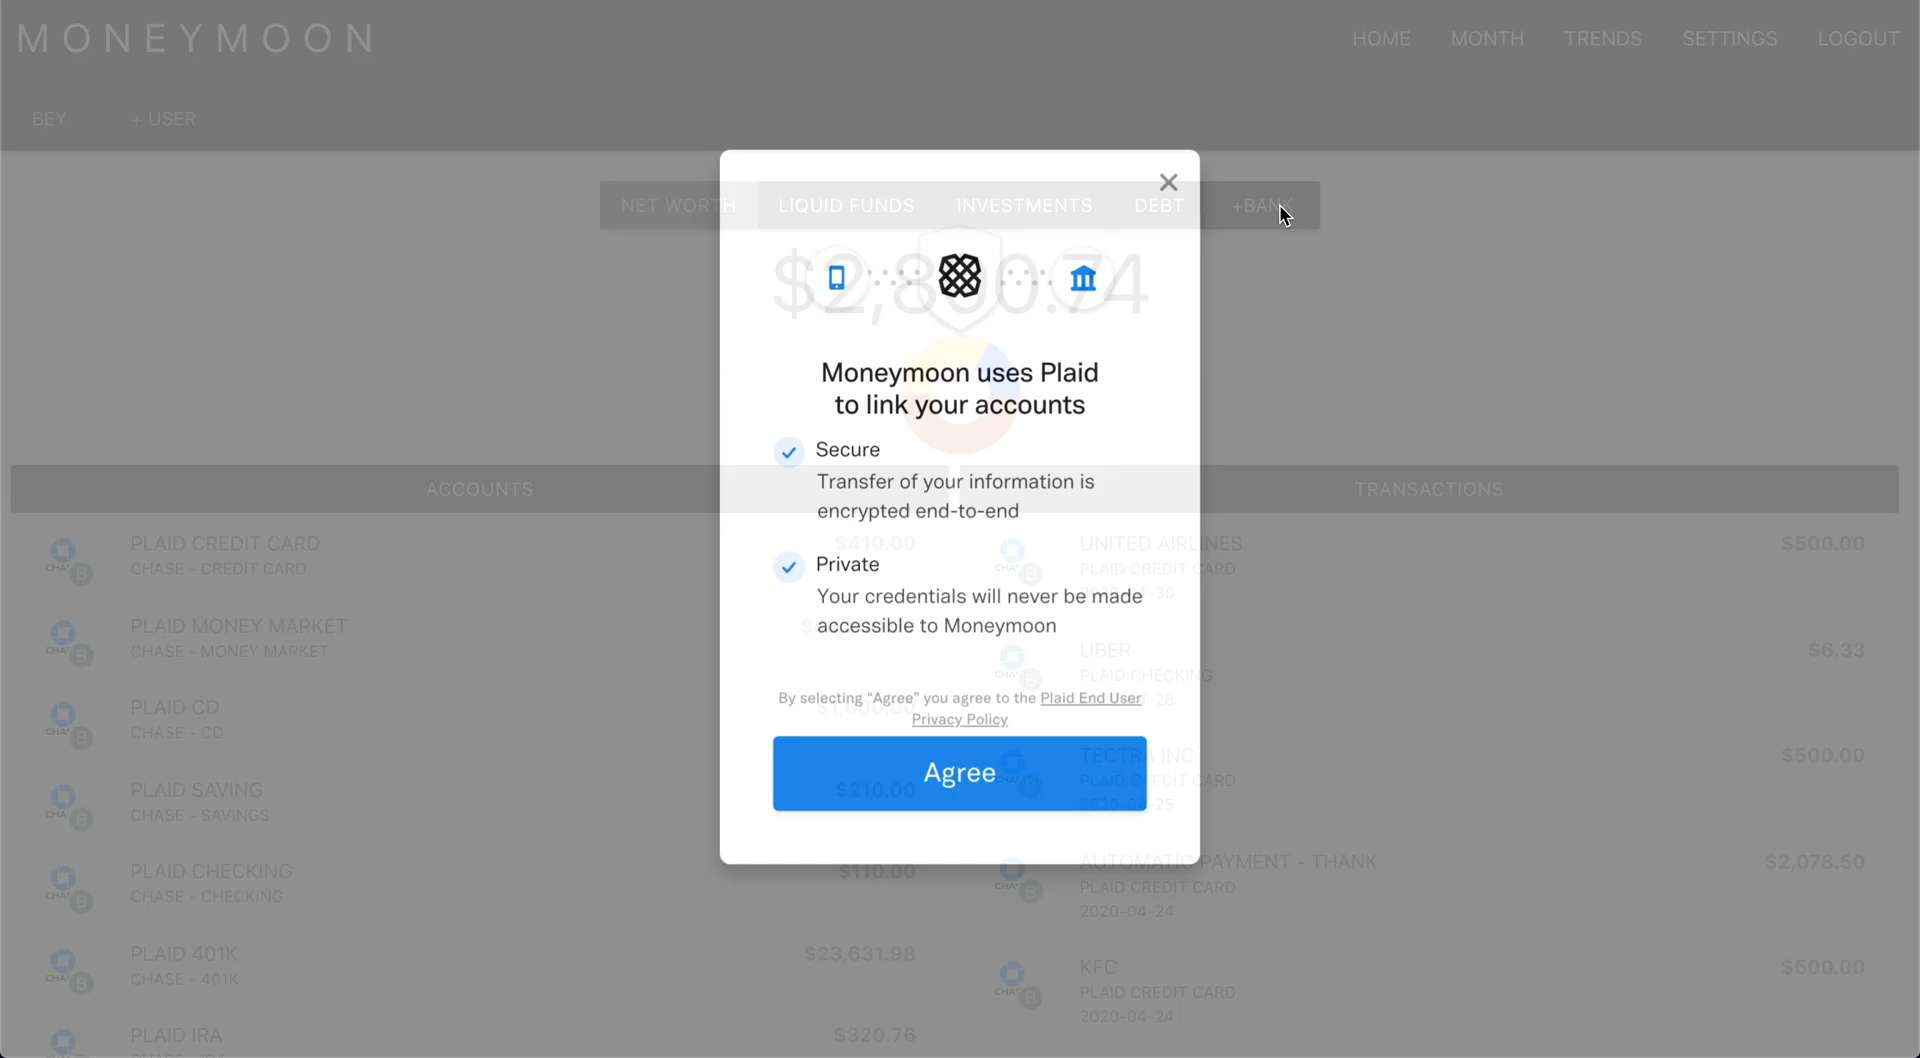 MONEYMOON
HOME MONTH TRENDS SETTINGS LOGOUT
BEY + USER
NET WORTH LIQUID FUNDS INVESTMENTS DEBT +BANK
Moneymoon uses Plaid
to link your accounts
Secure
Transfer of your information is
encrypted end-to-end
Private
Your credentials will never be made
accessible to Moneymoon
By selecting “Agree” you agree to the Plaid End User
Privacy Policy
Agree
ACCOUNTS
PLAID CREDIT CARD $410.00
CHASE - CREDIT CARD
PLAID MONEY MARKET
CHASE - MONEY MARKET
PLAID CD
CHASE - CD
PLAID SAVING $210.00
CHASE - SAVINGS
PLAID CHECKING $110.00
CHASE - CHECKING
PLAID 401K $23,631.98
CHASE - 401K
PLAID IRA $320.76
TRANSACTIONS
UNITED AIRLINES $500.00
PLAID CREDIT CARD
UBER $6.33
PLAID CHECKING
TECTRA INC $500.00
PLAID CREDIT CARD
AUTOMATIC PAYMENT - THANK $2,078.50
PLAID CREDIT CARD
2020-04-24
KFC $500.00
PLAID CREDIT CARD
2020-04-24